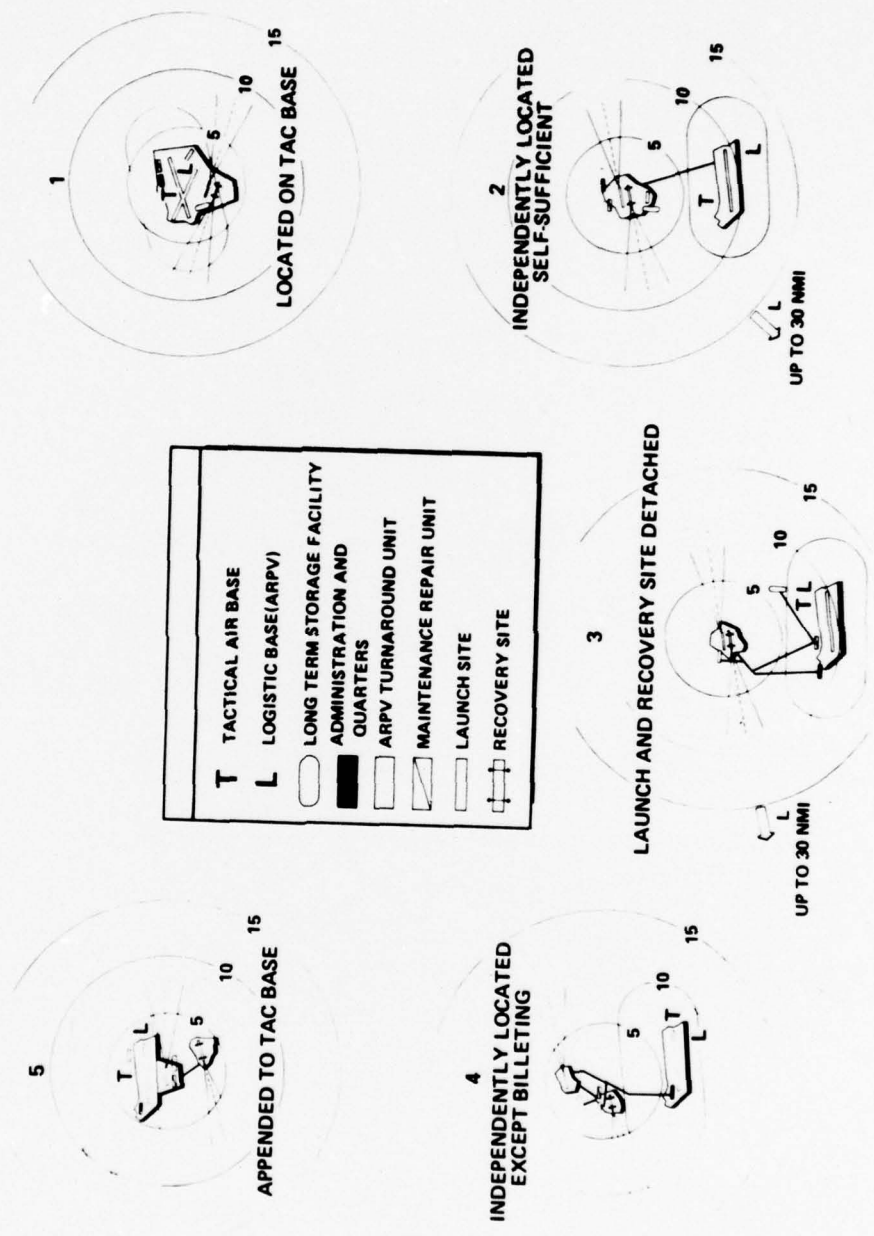 5
APPENDED TO TAC BASE
T
L
5
10
15
1
LOCATED ON TAC BASE
T
L
5
10
15
T TACTICAL AIR BASE
L LOGISTIC BASE(ARPV)
LONG TERM STORAGE FACILITY
ADMINISTRATION AND
QUARTERS
ARPV TURNAROUND UNIT
MAINTENANCE REPAIR UNIT
LAUNCH SITE
RECOVERY SITE
4
INDEPENDENTLY LOCATED
EXCEPT BILLETING
5
10
15
T
L
3
LAUNCH AND RECOVERY SITE DETACHED
5
10
15
T L
L
UP TO 30 NMI
2
INDEPENDENTLY LOCATED
SELF-SUFFICIENT
5
10
15
T
L
L
UP TO 30 NMI